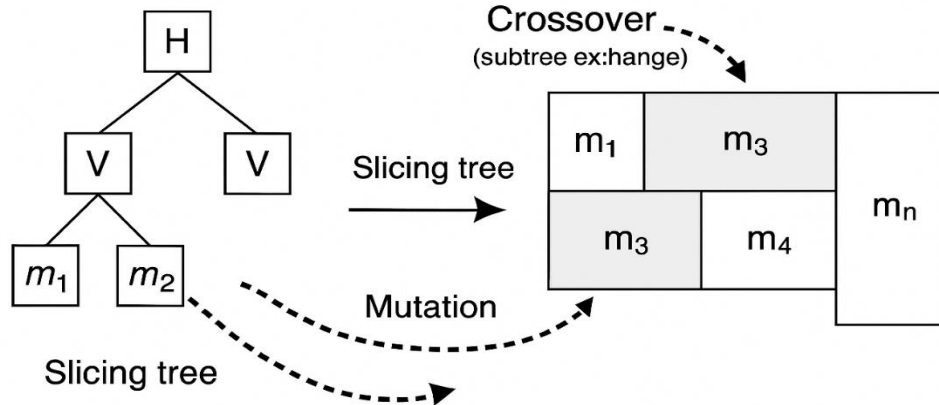 H
V
V
m₁
m₂
Slicing tree
Slicing tree
Mutation
Crossover
(subtree ex:hange)
m₁
m₃
m₃
m₄
mₙ